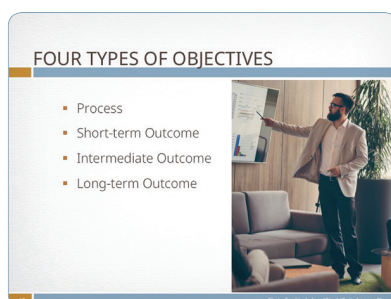 FOUR TYPES OF OBJECTIVES
Process
Short-term Outcome
Intermediate Outcome
Long-term Outcome